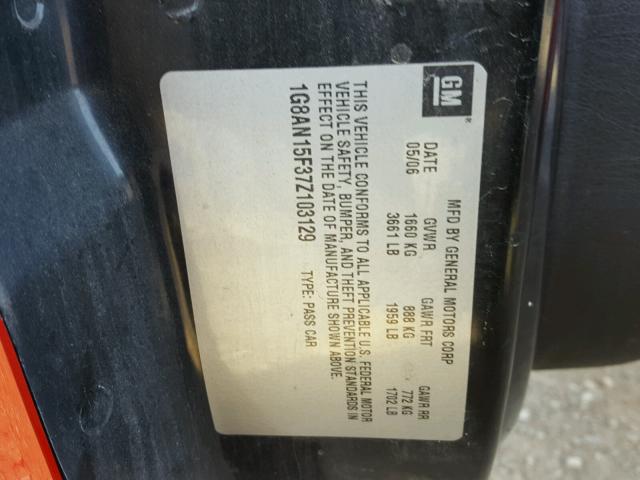 GM
MFD BY GENERAL MOTORS CORP
DATE GVWR GAWR FRT GAWR RR
05/06 1660 KG 888 KG 772 KG
3661 LB 1959 LB 1702 LB
THIS VEHICLE CONFORMS TO ALL APPLICABLE U.S. FEDERAL MOTOR
VEHICLE SAFETY, BUMPER, AND THEFT PREVENTION STANDARDS IN
EFFECT ON THE DATE OF MANUFACTURE SHOWN ABOVE.
1G8AN15F37Z103129 TYPE: PASS CAR